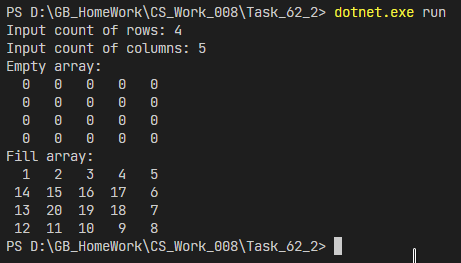 PS D:\GB_HomeWork\CS_Work_008\Task_62_2> dotnet.exe run
Input count of rows: 4
Input count of columns: 5
Empty array:
  0   0   0   0   0
  0   0   0   0   0
  0   0   0   0   0
  0   0   0   0   0
Fill array:
  1   2   3   4   5
 14  15  16  17   6
 13  20  19  18   7
 12  11  10   9   8
PS D:\GB_HomeWork\CS_Work_008\Task_62_2>